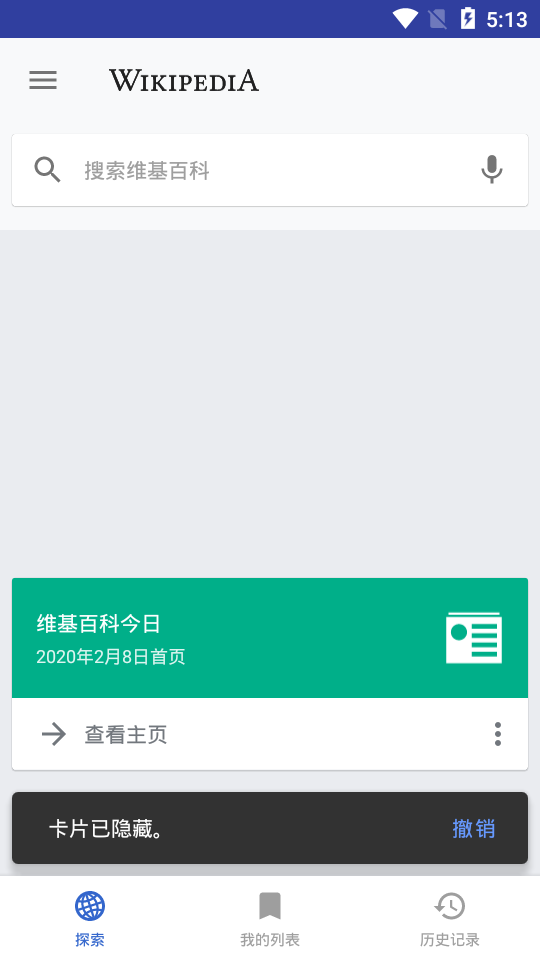 5:13
WIKIPEDIA
搜索维基百科
维基百科今日
2020年2月8日首页
查看主页
卡片已隐藏。
撤销
探索
我的列表
历史记录